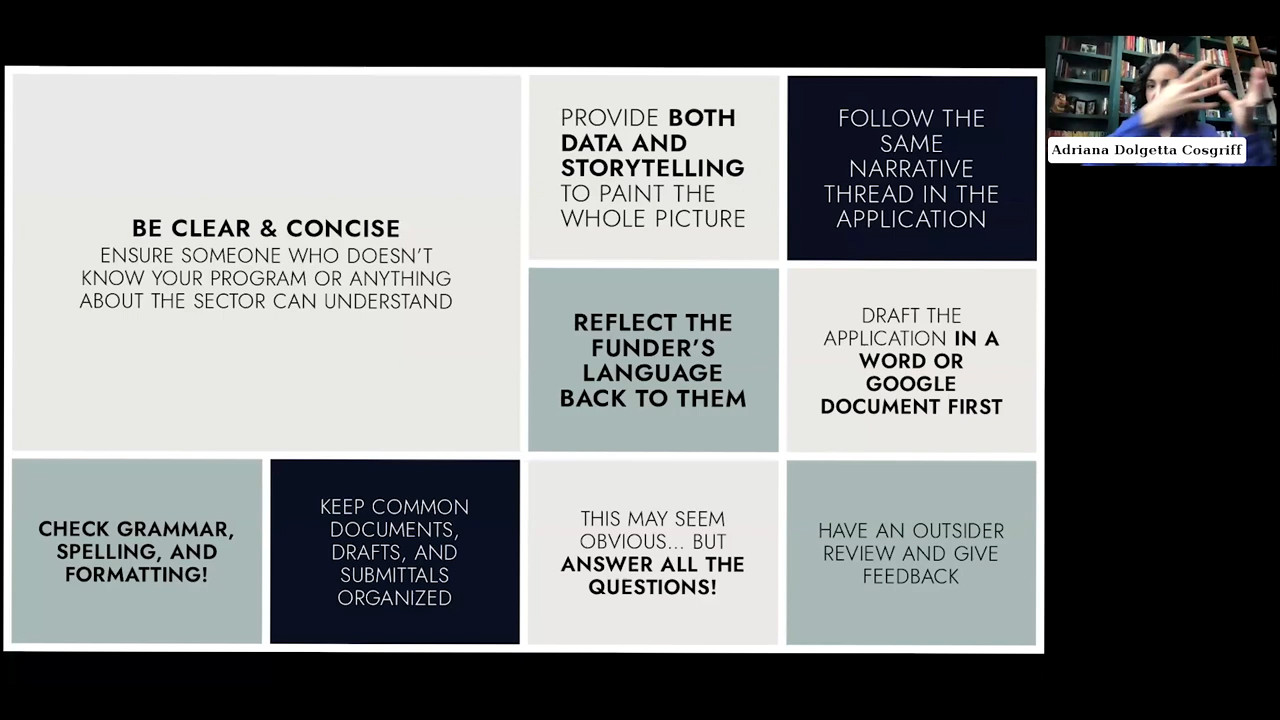 BE CLEAR & CONCISE
ENSURE SOMEONE WHO DOESN'T
KNOW YOUR PROGRAM OR ANYTHING
ABOUT THE SECTOR CAN UNDERSTAND
PROVIDE BOTH
DATA AND
STORYTELLING
TO PAINT THE
WHOLE PICTURE
FOLLOW THE
SAME
NARRATIVE
THREAD IN THE
APPLICATION
REFLECT THE
FUNDER'S
LANGUAGE
BACK TO THEM
DRAFT THE
APPLICATION IN A
WORD OR
GOOGLE
DOCUMENT FIRST
CHECK GRAMMAR,
SPELLING, AND
FORMATTING!
KEEP COMMON
DOCUMENTS,
DRAFTS, AND
SUBMITTALS
ORGANIZED
THIS MAY SEEM
OBVIOUS... BUT
ANSWER ALL THE
QUESTIONS!
HAVE AN OUTSIDER
REVIEW AND GIVE
FEEDBACK
Adriana Dolgetta Cosgriff